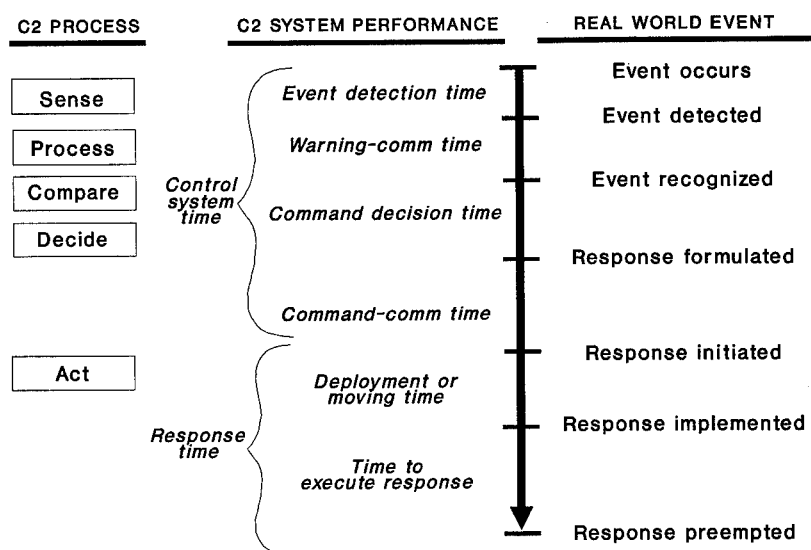 C2 PROCESS
C2 SYSTEM PERFORMANCE
REAL WORLD EVENT
Sense
Process
Compare
Decide
Act
Control
system
time
Response
time
Event detection time
Warning-comm time
Command decision time
Command-comm time
Deployment or
moving time
Time to
execute response
Event occurs
Event detected
Event recognized
Response formulated
Response initiated
Response implemented
Response preempted